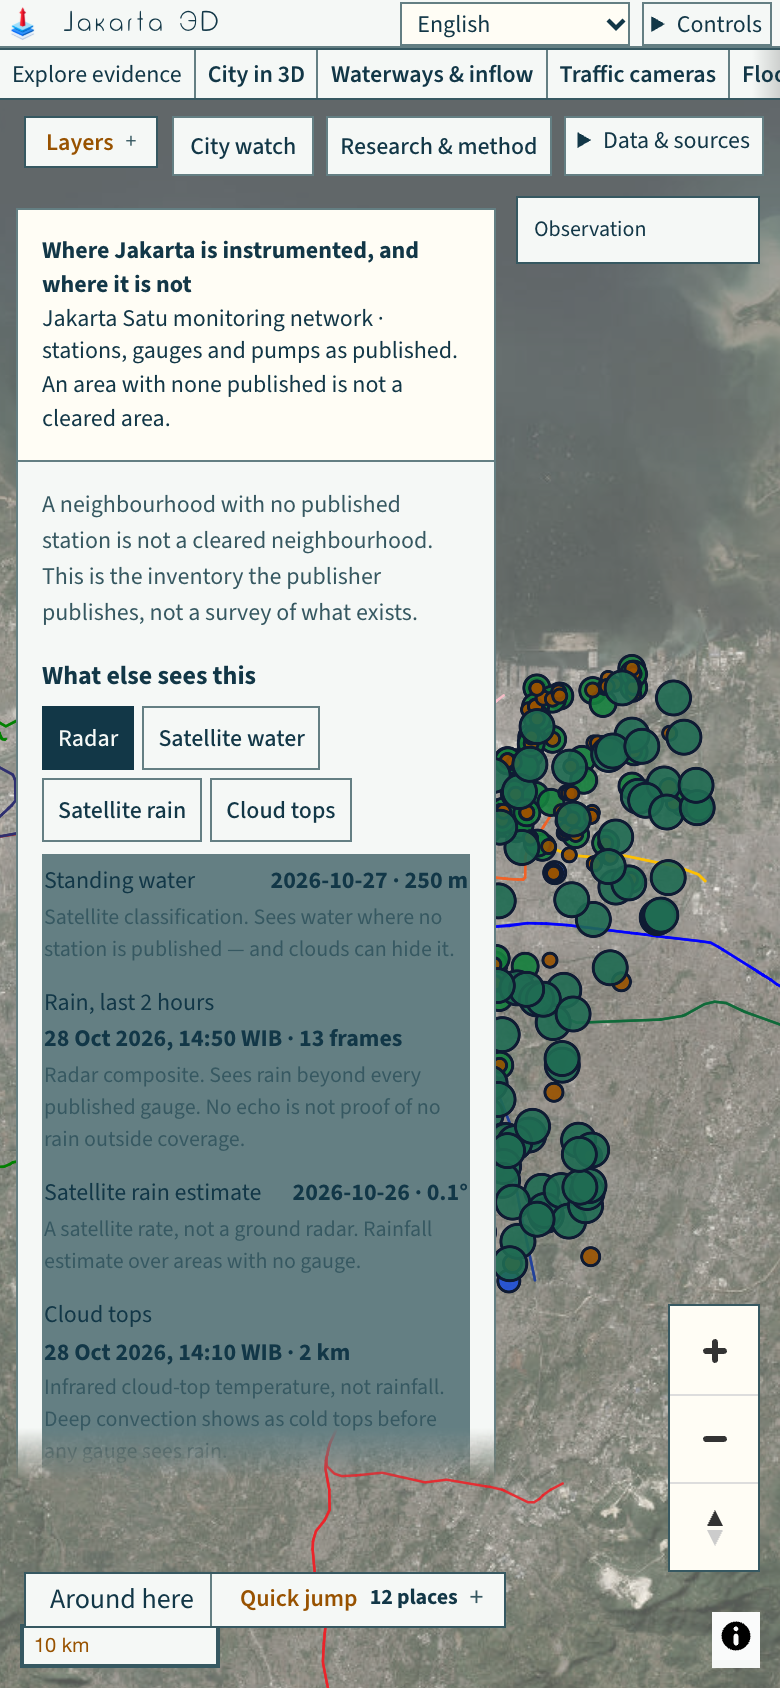 Jakarta 3D
English
Controls
Explore evidence
City in 3D
Waterways & inflow
Traffic cameras
Floo
Layers +
City watch
Research & method
Data & sources
Observation
Where Jakarta is instrumented, and
where it is not
Jakarta Satu monitoring network ·
stations, gauges and pumps as published.
An area with none published is not a
cleared area.
A neighbourhood with no published
station is not a cleared neighbourhood.
This is the inventory the publisher
publishes, not a survey of what exists.
What else sees this
Radar
Satellite water
Satellite rain
Cloud tops
Standing water 2026-10-27 · 250 m
Satellite classification. Sees water where no
station is published — and clouds can hide it.
Rain, last 2 hours
28 Oct 2026, 14:50 WIB · 13 frames
Radar composite. Sees rain beyond every
published gauge. No echo is not proof of no
rain outside coverage.
Satellite rain estimate 2026-10-26 · 0.1°
A satellite rate, not a ground radar. Rainfall
estimate over areas with no gauge.
Cloud tops
28 Oct 2026, 14:10 WIB · 2 km
Infrared cloud-top temperature, not rainfall.
Deep convection shows as cold tops before
any gauge sees rain.
Around here
Quick jump 12 places +
10 km